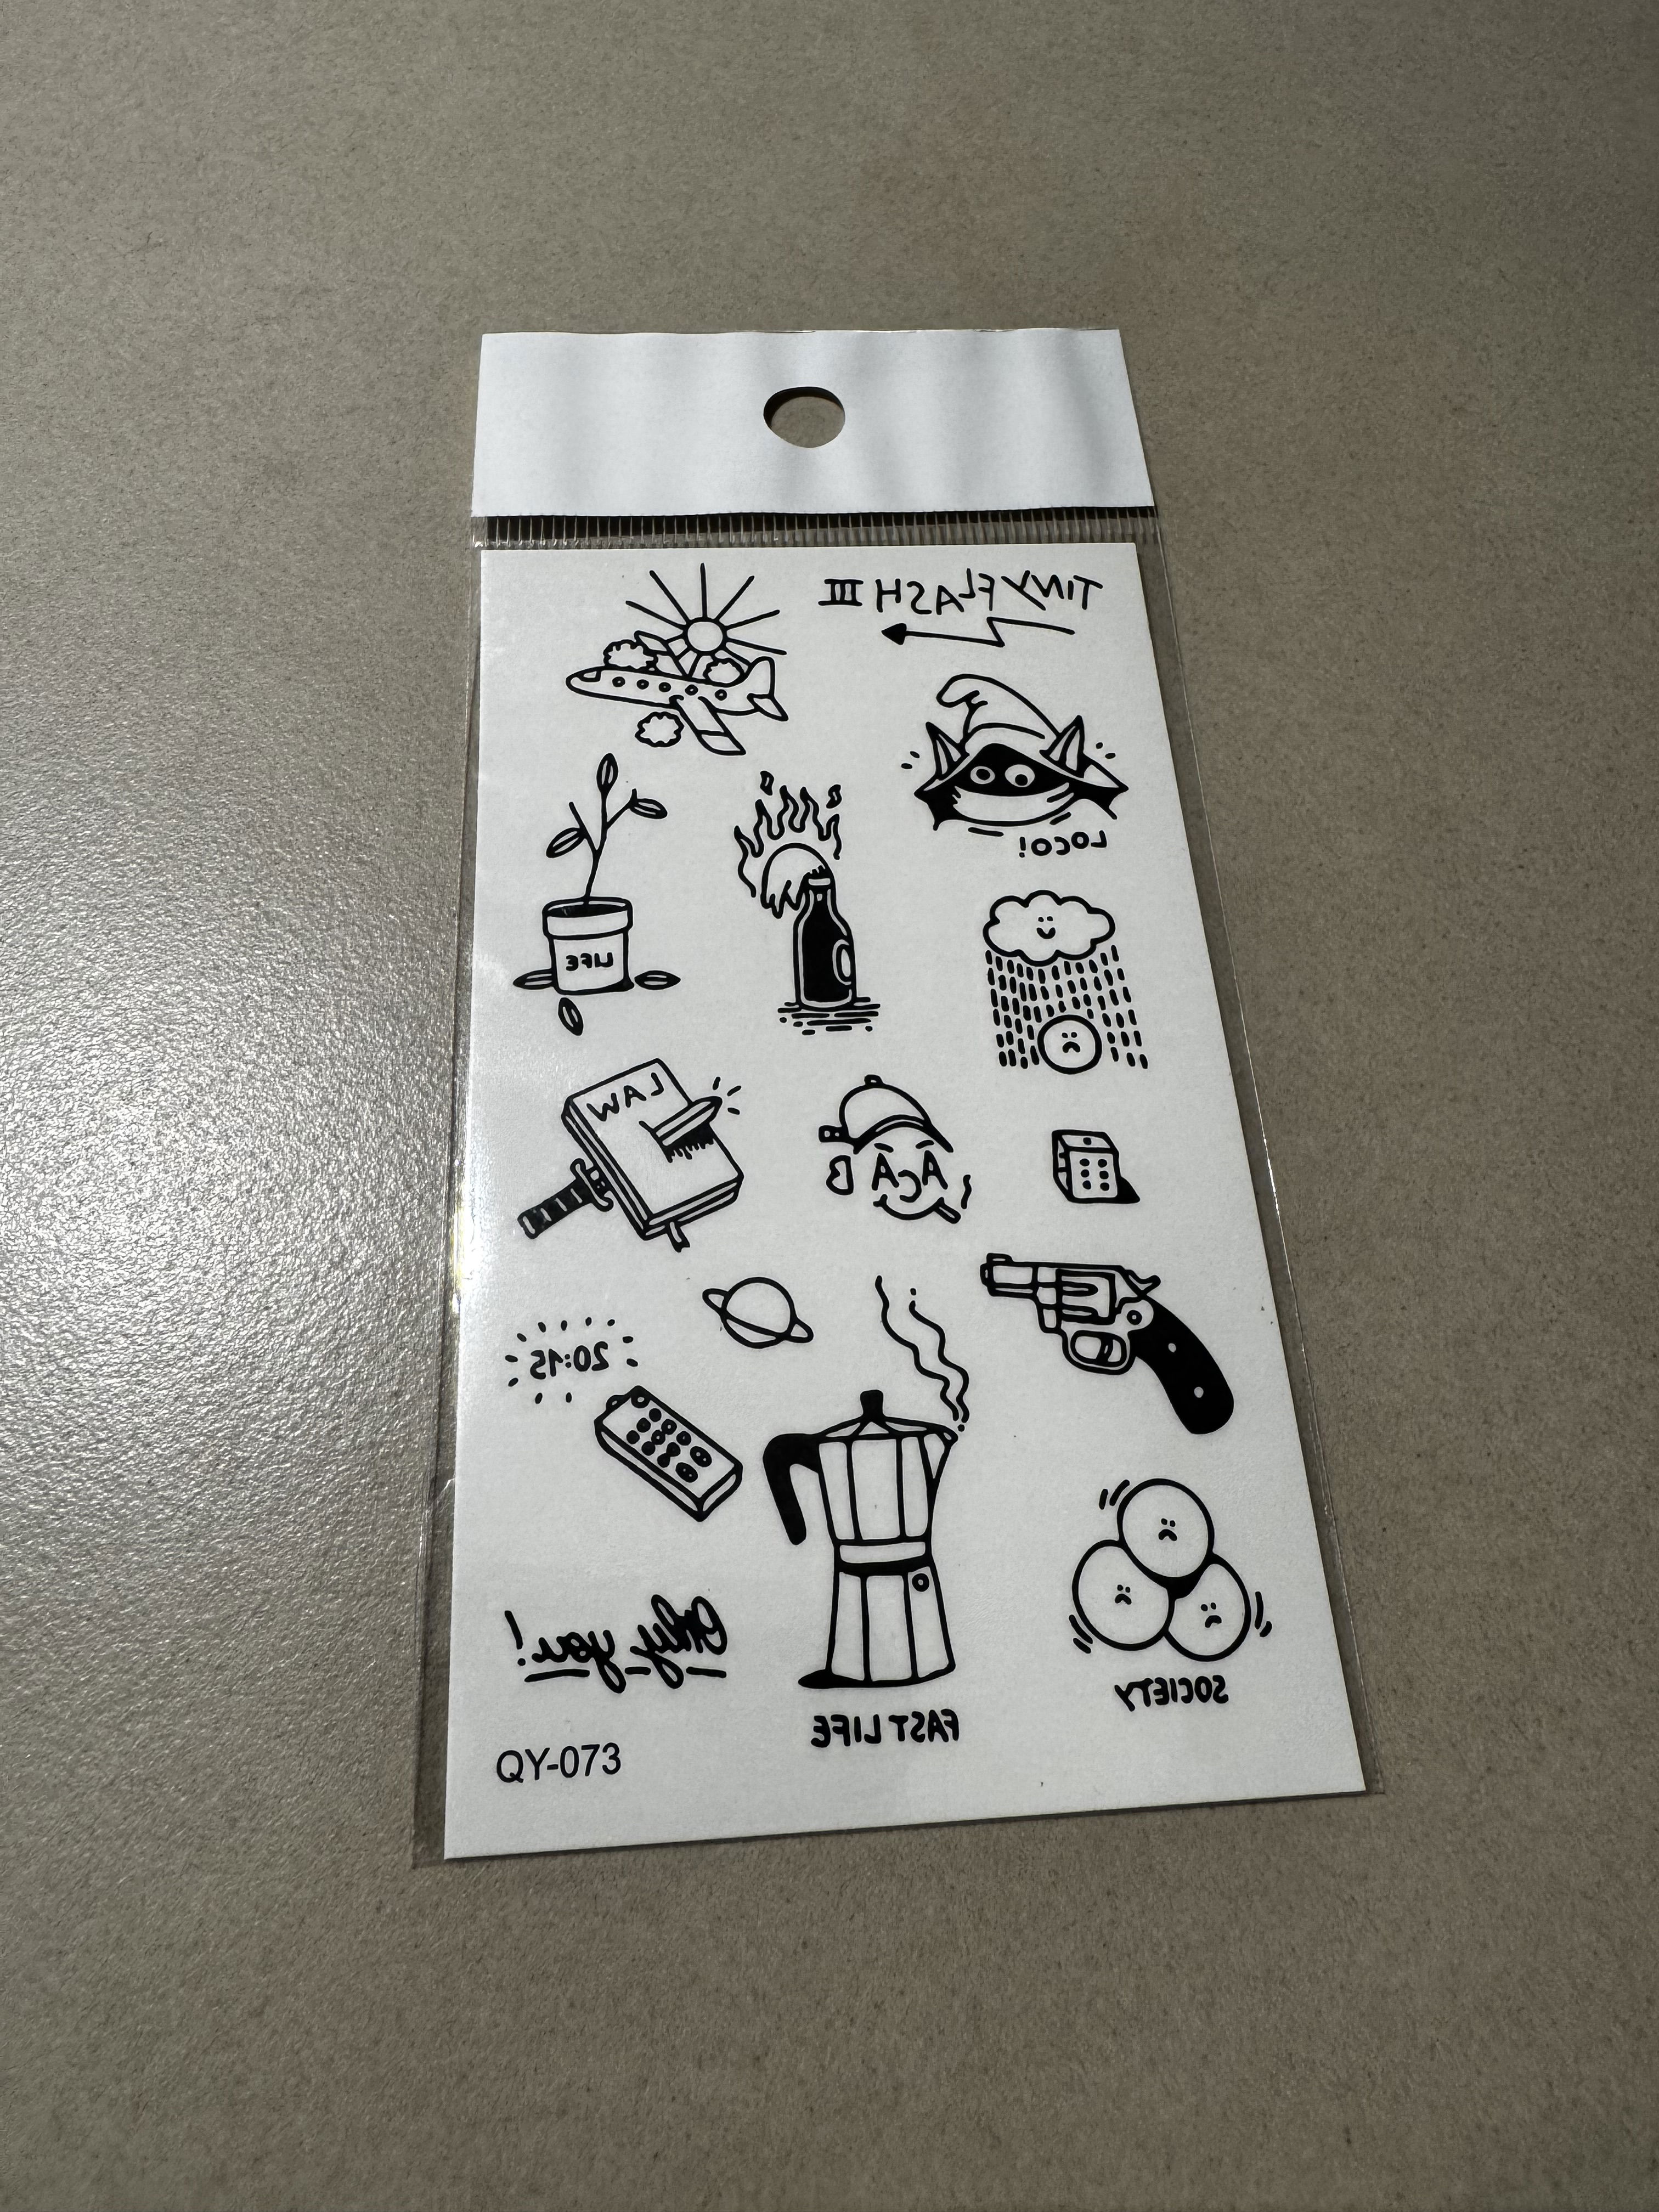 TINY FLASH III
LOCO!
LIFE
LAW
ACAB
20:15
Only you!
SOCIETY
FAST LIFE
QY-073